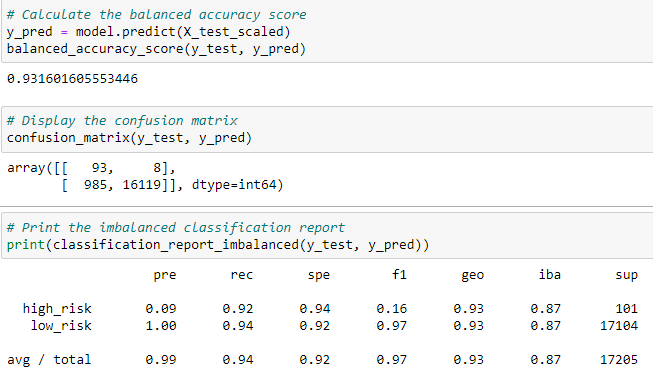 # Calculate the balanced accuracy score
y_pred = model.predict(X_test_scaled)
balanced_accuracy_score(y_test, y_pred)
0.931601605553446
# Display the confusion matrix
confusion_matrix(y_test, y_pred)
array([[   93,     8],
       [  985, 16119]], dtype=int64)
# Print the imbalanced classification report
print(classification_report_imbalanced(y_test, y_pred))
pre rec spe f1 geo iba sup
high_risk 0.09 0.92 0.94 0.16 0.93 0.87 101
low_risk 1.00 0.94 0.92 0.97 0.93 0.87 17104
avg / total 0.99 0.94 0.92 0.97 0.93 0.87 17205